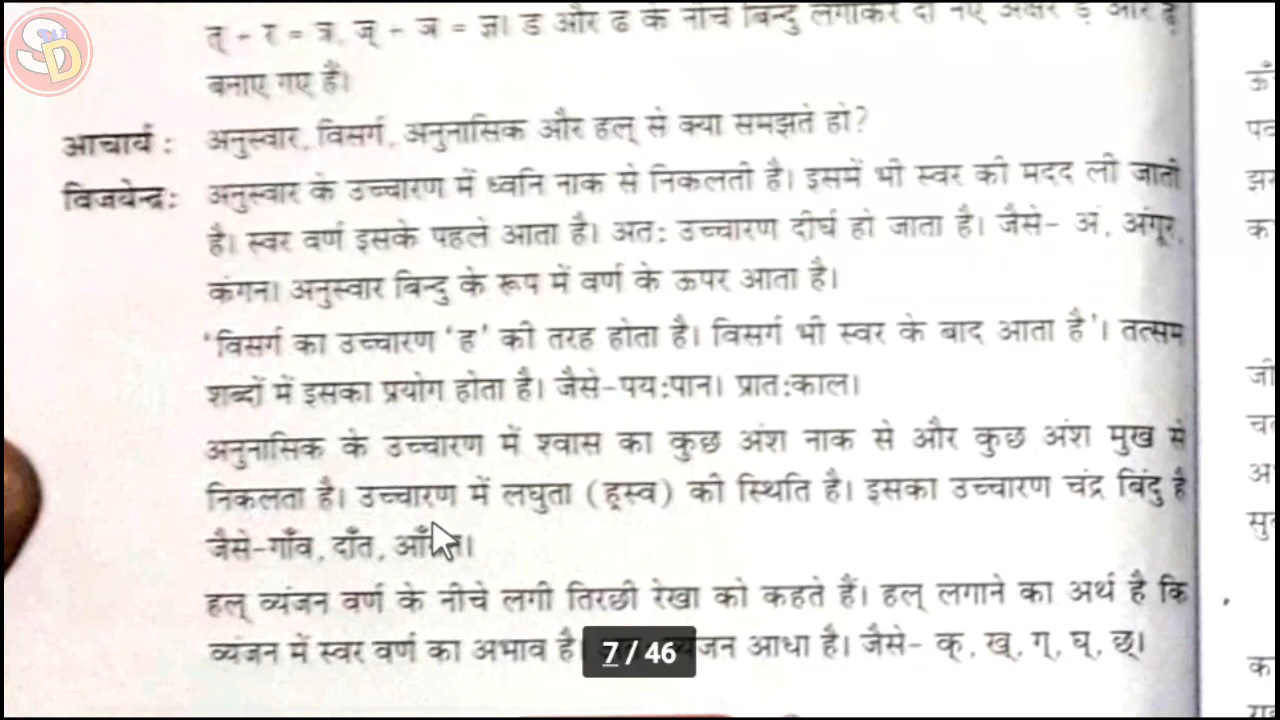 त् - र = त्र, ज् - ञ = ज्ञ। ड और ढ के नीचे बिन्दु लगाकर दो नए अक्षर ड़ और ढ़
बनाए गए हैं।
आचार्य : अनुस्वार, विसर्ग, अनुनासिक और हल् से क्या समझते हो?
विजयेन्द्र: अनुस्वार के उच्चारण में ध्वनि नाक से निकलती है। इसमें भी स्वर की मदद ली जाती
है। स्वर वर्ण इसके पहले आता है। अत: उच्चारण दीर्घ हो जाता है। जैसे- अं, अंगूर,
कंगन। अनुस्वार बिन्दु के रूप में वर्ण के ऊपर आता है।
'विसर्ग का उच्चारण 'ह' की तरह होता है। विसर्ग भी स्वर के बाद आता है'। तत्सम
शब्दों में इसका प्रयोग होता है। जैसे-पय:पान। प्रात:काल।
अनुनासिक के उच्चारण में श्वास का कुछ अंश नाक से और कुछ अंश मुख से
निकलता है। उच्चारण में लघुता (ह्रस्व) की स्थिति है। इसका उच्चारण चंद्र बिंदु है
जैसे-गाँव, दाँत,
हल् व्यंजन वर्ण के नीचे लगी तिरछी रेखा को कहते हैं। हल् लगाने का अर्थ है कि
व्यंजन में स्वर वर्ण का अभाव है। आधा है। जैसे- क्, ख्, ग्, घ्, छ्।
7 / 46
SD